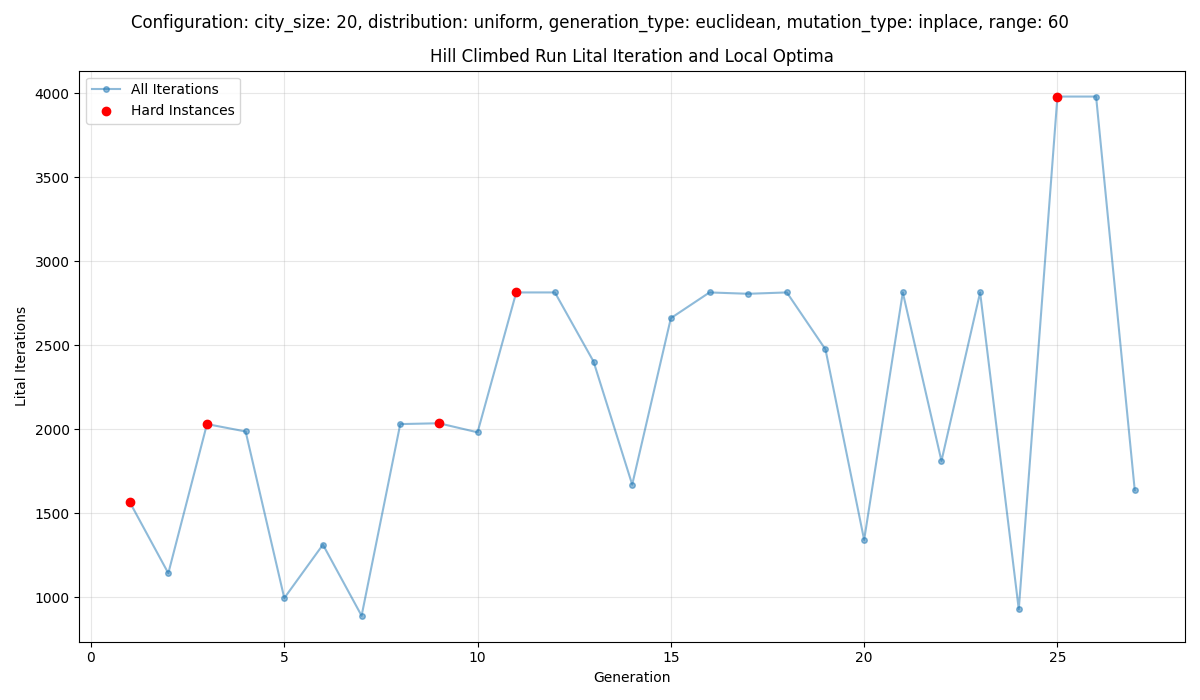 Configuration: city_size: 20, distribution: uniform, generation_type: euclidean, mutation_type: inplace, range: 60
Hill Climbed Run Lital Iteration and Local Optima
All Iterations
Hard Instances
4000
3500
3000
2500
2000
1500
1000
Lital Iterations
0 5 10 15 20 25
Generation